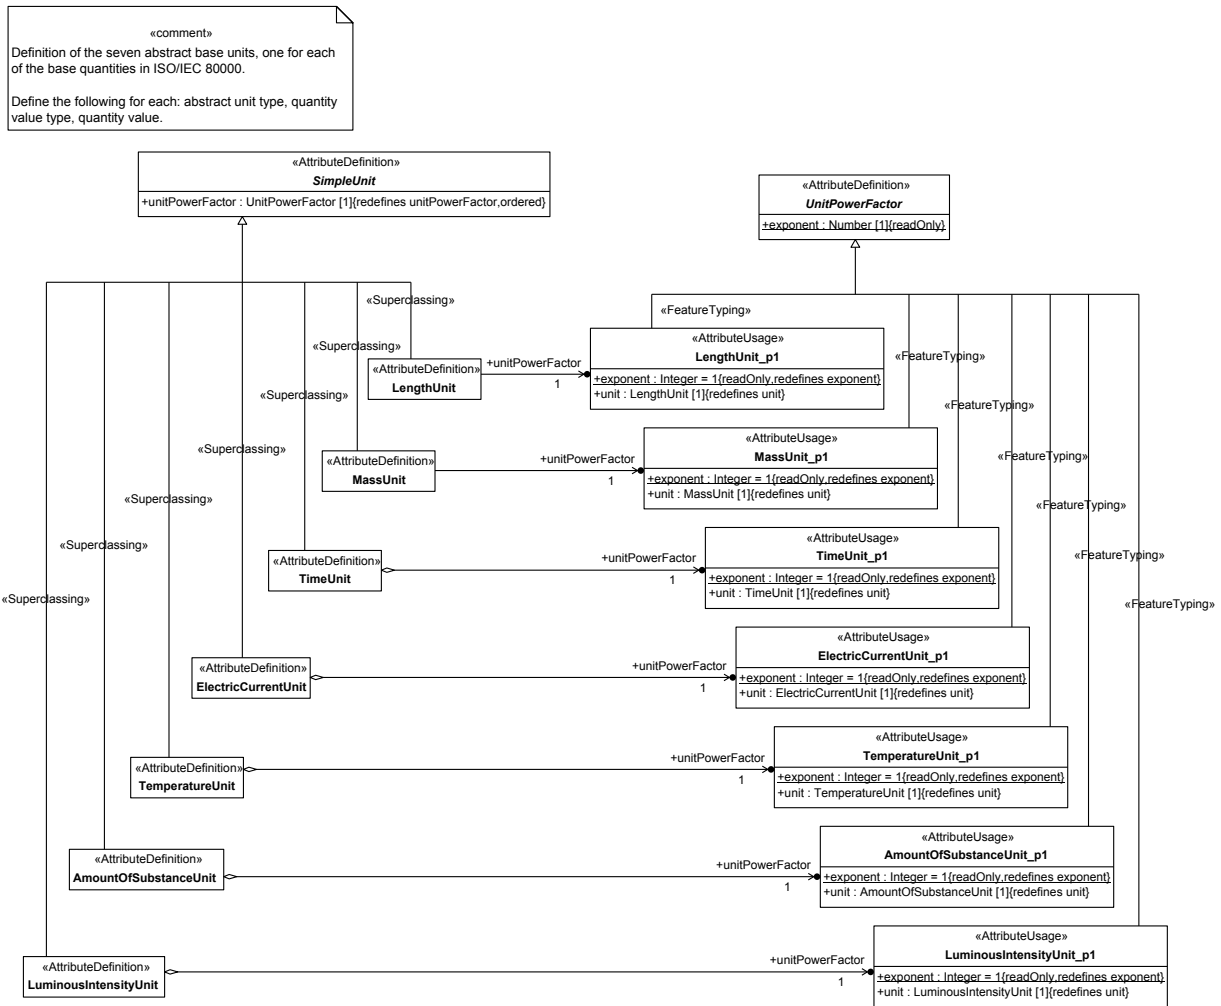 «comment»
Definition of the seven abstract base units, one for each
of the base quantities in ISO/IEC 80000.
Define the following for each: abstract unit type, quantity
value type, quantity value.
«AttributeDefinition»
SimpleUnit
+unitPowerFactor : UnitPowerFactor [1]{redefines unitPowerFactor,ordered}
«AttributeDefinition»
UnitPowerFactor
+exponent : Number [1]{readOnly}
«Superclassing»
«FeatureTyping»
«AttributeUsage»
LengthUnit_p1
+exponent : Integer = 1{readOnly,redefines exponent}
+unit : LengthUnit [1]{redefines unit}
«Superclassing»
«AttributeDefinition»
LengthUnit
+unitPowerFactor
1
«FeatureTyping»
«Superclassing»
«FeatureTyping»
«AttributeUsage»
MassUnit_p1
+exponent : Integer = 1{readOnly,redefines exponent}
+unit : MassUnit [1]{redefines unit}
«Superclassing»
«AttributeDefinition»
MassUnit
+unitPowerFactor
1
«FeatureTyping»
«Superclassing»
«FeatureTyping»
«AttributeUsage»
TimeUnit_p1
+exponent : Integer = 1{readOnly,redefines exponent}
+unit : TimeUnit [1]{redefines unit}
«Superclassing»
«AttributeDefinition»
TimeUnit
+unitPowerFactor
1
«FeatureTyping»
«Superclassing»
«FeatureTyping»
«AttributeUsage»
ElectricCurrentUnit_p1
+exponent : Integer = 1{readOnly,redefines exponent}
+unit : ElectricCurrentUnit [1]{redefines unit}
«AttributeDefinition»
ElectricCurrentUnit
+unitPowerFactor
1
«AttributeUsage»
TemperatureUnit_p1
+exponent : Integer = 1{readOnly,redefines exponent}
+unit : TemperatureUnit [1]{redefines unit}
«AttributeDefinition»
TemperatureUnit
+unitPowerFactor
1
«AttributeUsage»
AmountOfSubstanceUnit_p1
+exponent : Integer = 1{readOnly,redefines exponent}
+unit : AmountOfSubstanceUnit [1]{redefines unit}
«AttributeDefinition»
AmountOfSubstanceUnit
+unitPowerFactor
1
«AttributeUsage»
LuminousIntensityUnit_p1
+exponent : Integer = 1{readOnly,redefines exponent}
+unit : LuminousIntensityUnit [1]{redefines unit}
«AttributeDefinition»
LuminousIntensityUnit
+unitPowerFactor
1